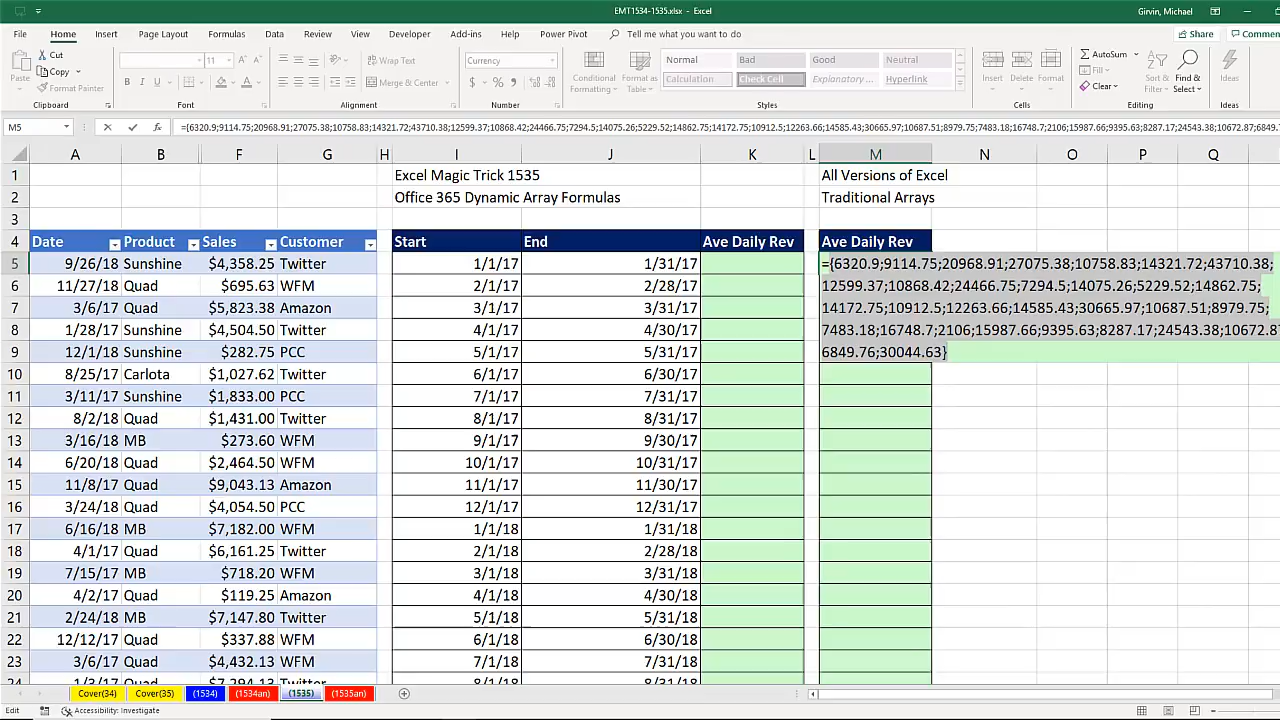 EMT1534-1535.xlsx - Excel
Girvin, Michael
File Home Insert Page Layout Formulas Data Review View Developer Add-ins Help Power Pivot Tell me what you want to do Share
Paste Cut Copy Format Painter Clipboard
11 B I U Font
Wrap Text Merge & Center Alignment
Currency $ % Number
Conditional Formatting Format as Table
Normal Bad Good Neutral
Calculation Check Cell Explanatory ... Hyperlink
Styles
Insert Delete Format Cells
AutoSum Fill Clear Sort & Find & Select Editing
Ideas Ideas
M5 fx ={6320.9;9114.75;20968.91;27075.38;10758.83;14321.72;43710.38;12599.37;10868.42;24466.75;7294.5;14075.26;5229.52;14862.75;14172.75;10912.5;12263.66;14585.43;30665.97;10687.51;8979.75;7483.18;16748.7;2106;15987.66;9395.63;8287.17;24543.38;10672.87;6849.7
A B F G H I J K L M N O P Q
1 Excel Magic Trick 1535 All Versions of Excel
2 Office 365 Dynamic Array Formulas Traditional Arrays
3
4 Date Product Sales Customer Start End Ave Daily Rev Ave Daily Rev
5 9/26/18 Sunshine $4,358.25 Twitter 1/1/17 1/31/17 ={6320.9;9114.75;20968.91;27075.38;10758.83;14321.72;43710.38;
6 11/27/18 Quad $695.63 WFM 2/1/17 2/28/17 12599.37;10868.42;24466.75;7294.5;14075.26;5229.52;14862.75;
7 3/6/17 Quad $5,823.38 Amazon 3/1/17 3/31/17 14172.75;10912.5;12263.66;14585.43;30665.97;10687.51;8979.75;
8 1/28/17 Sunshine $4,504.50 Twitter 4/1/17 4/30/17 7483.18;16748.7;2106;15987.66;9395.63;8287.17;24543.38;10672.8
9 12/1/18 Sunshine $282.75 PCC 5/1/17 5/31/17 6849.76;30044.63}
10 8/25/17 Carlota $1,027.62 Twitter 6/1/17 6/30/17
11 3/11/17 Sunshine $1,833.00 PCC 7/1/17 7/31/17
12 8/2/18 Quad $1,431.00 Twitter 8/1/17 8/31/17
13 3/16/18 MB $273.60 WFM 9/1/17 9/30/17
14 6/20/18 Quad $2,464.50 WFM 10/1/17 10/31/17
15 11/8/17 Quad $9,043.13 Amazon 11/1/17 11/30/17
16 3/24/18 Quad $4,054.50 PCC 12/1/17 12/31/17
17 6/16/18 MB $7,182.00 WFM 1/1/18 1/31/18
18 4/1/17 Quad $6,161.25 Twitter 2/1/18 2/28/18
19 7/15/17 MB $718.20 WFM 3/1/18 3/31/18
20 4/2/17 Quad $119.25 Amazon 4/1/18 4/30/18
21 2/24/18 MB $7,147.80 Twitter 5/1/18 5/31/18
22 12/12/17 Quad $337.88 WFM 6/1/18 6/30/18
23 3/6/17 Quad $4,432.13 WFM 7/1/18 7/31/18
24 1/3/17 Quad $7,294.13 Twitter 8/1/18 8/31/18
Cover(34) Cover(35) (1534) (1534an) (1535) (1535an)
Edit Accessibility: Investigate